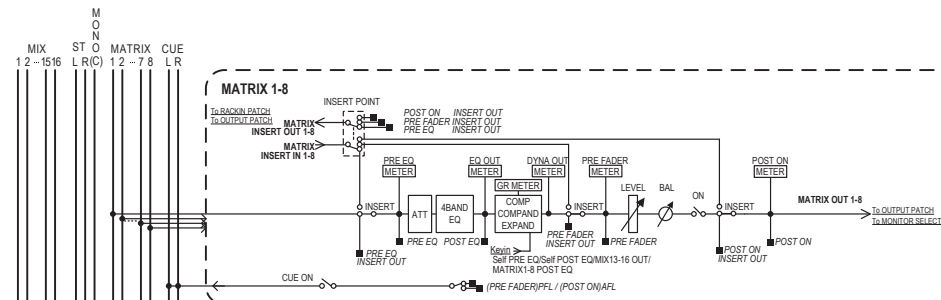 MONO(C)
MIX
ST
MATRIX
CUE
1 2 ··· 15 16
L R
1 2 ··· 7 8
L R
MATRIX 1-8
INSERT POINT
To RACKIN PATCH
To OUTPUT PATCH
MATRIX
INSERT OUT 1-8
MATRIX
INSERT IN 1-8
POST ON INSERT OUT
PRE FADER INSERT OUT
PRE EQ INSERT OUT
PRE EQ
METER
EQ OUT
METER
DYNA OUT
METER
PRE FADER
METER
POST ON
METER
GR METER
LEVEL
BAL
ON
MATRIX OUT 1-8
To OUTPUT PATCH
To MONITOR SELECT
INSERT
ATT
4BAND
EQ
COMP
COMPAND
EXPAND
INSERT
INSERT
PRE EQ
POST EQ
PRE EQ
INSERT OUT
PRE FADER
INSERT OUT
PRE FADER
POST ON
INSERT OUT
POST ON
Keyin
Self PRE EQ/Self POST EQ/MIX13-16 OUT/
MATRIX1-8 POST EQ
CUE ON
(PRE FADER)PFL / (POST ON)AFL